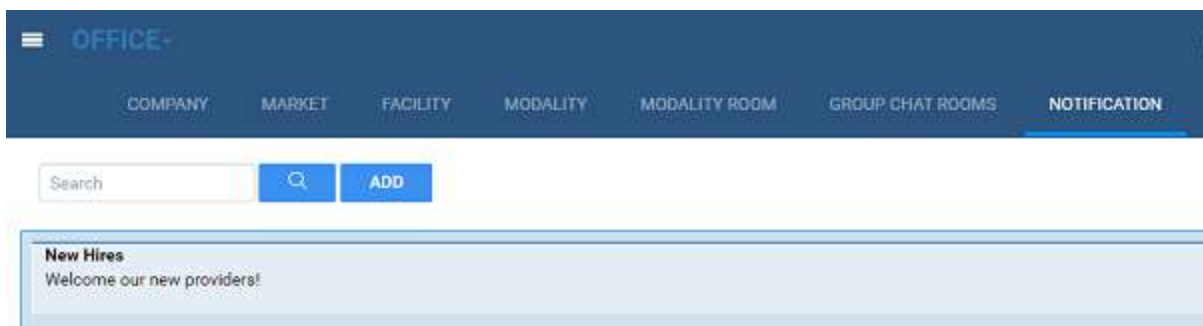 OFFICE-
COMPANY MARKET FACILITY MODALITY MODALITY ROOM GROUP CHAT ROOMS NOTIFICATION
Search ADD
New Hires
Welcome our new providers!